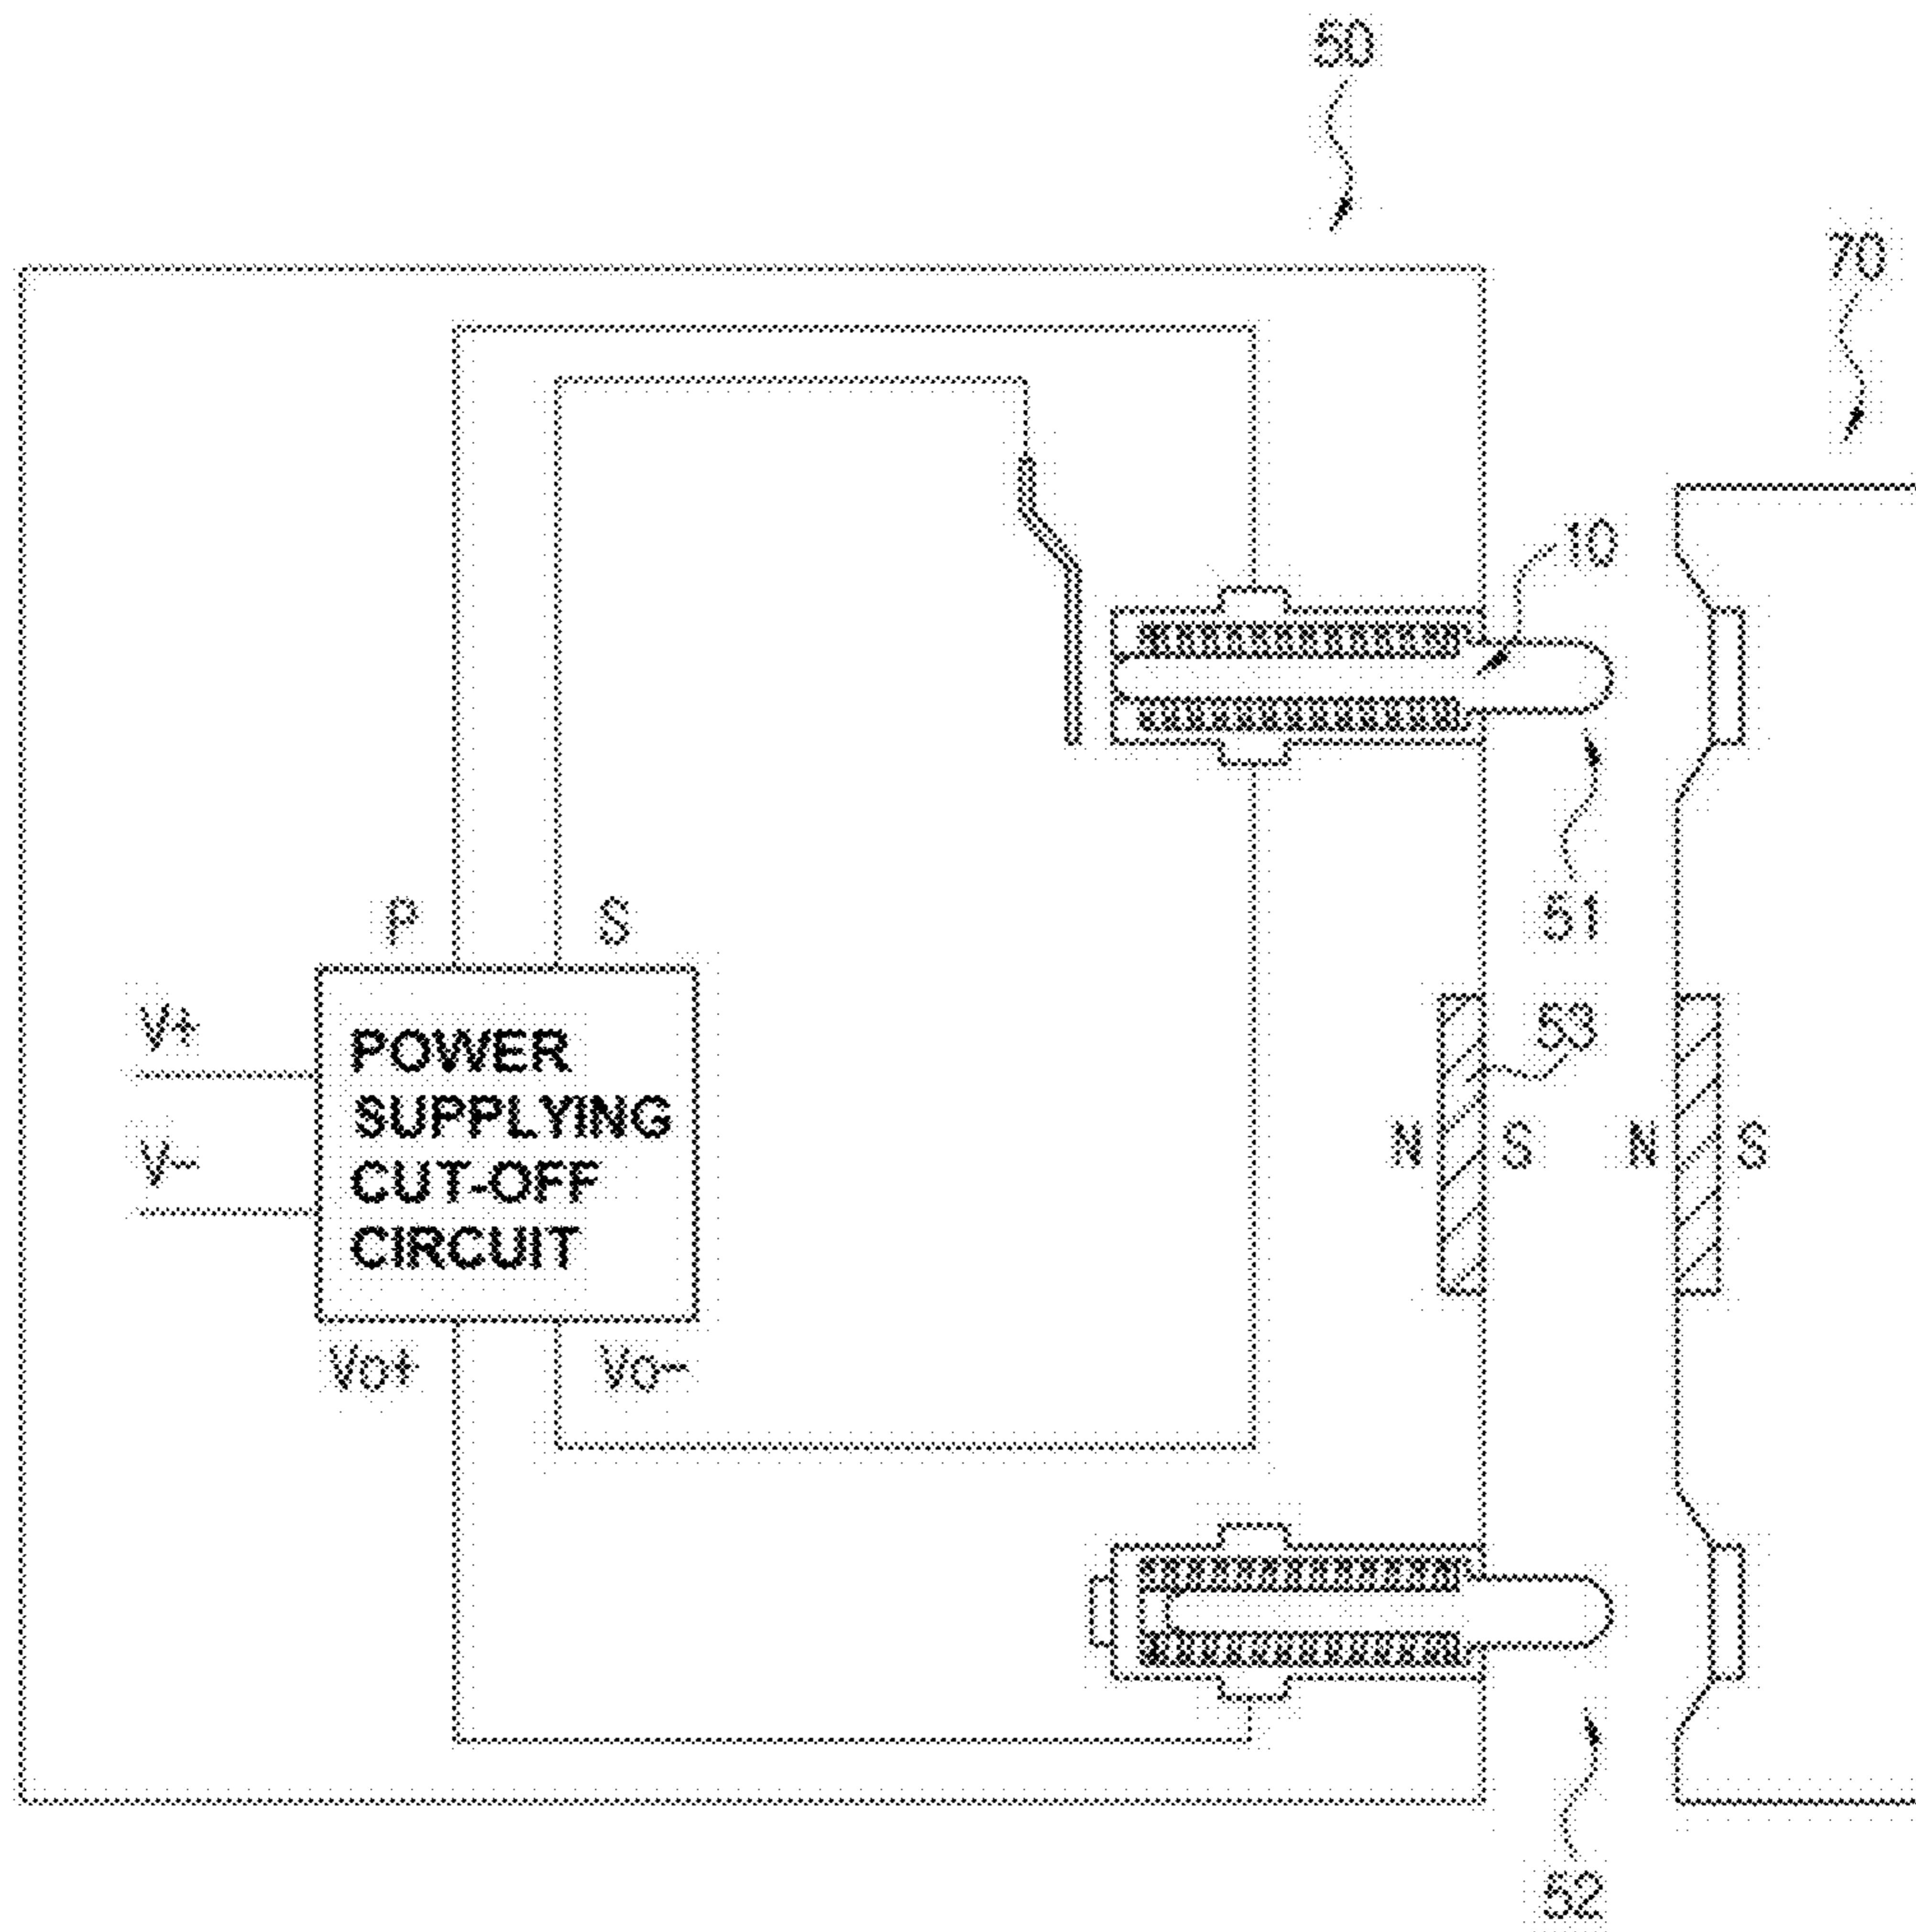 50
70
10
51
P S
V+
53
POWER
SUPPLYING
CUT-OFF
CIRCUIT
V-
N S N S
Vo+ Vo-
52